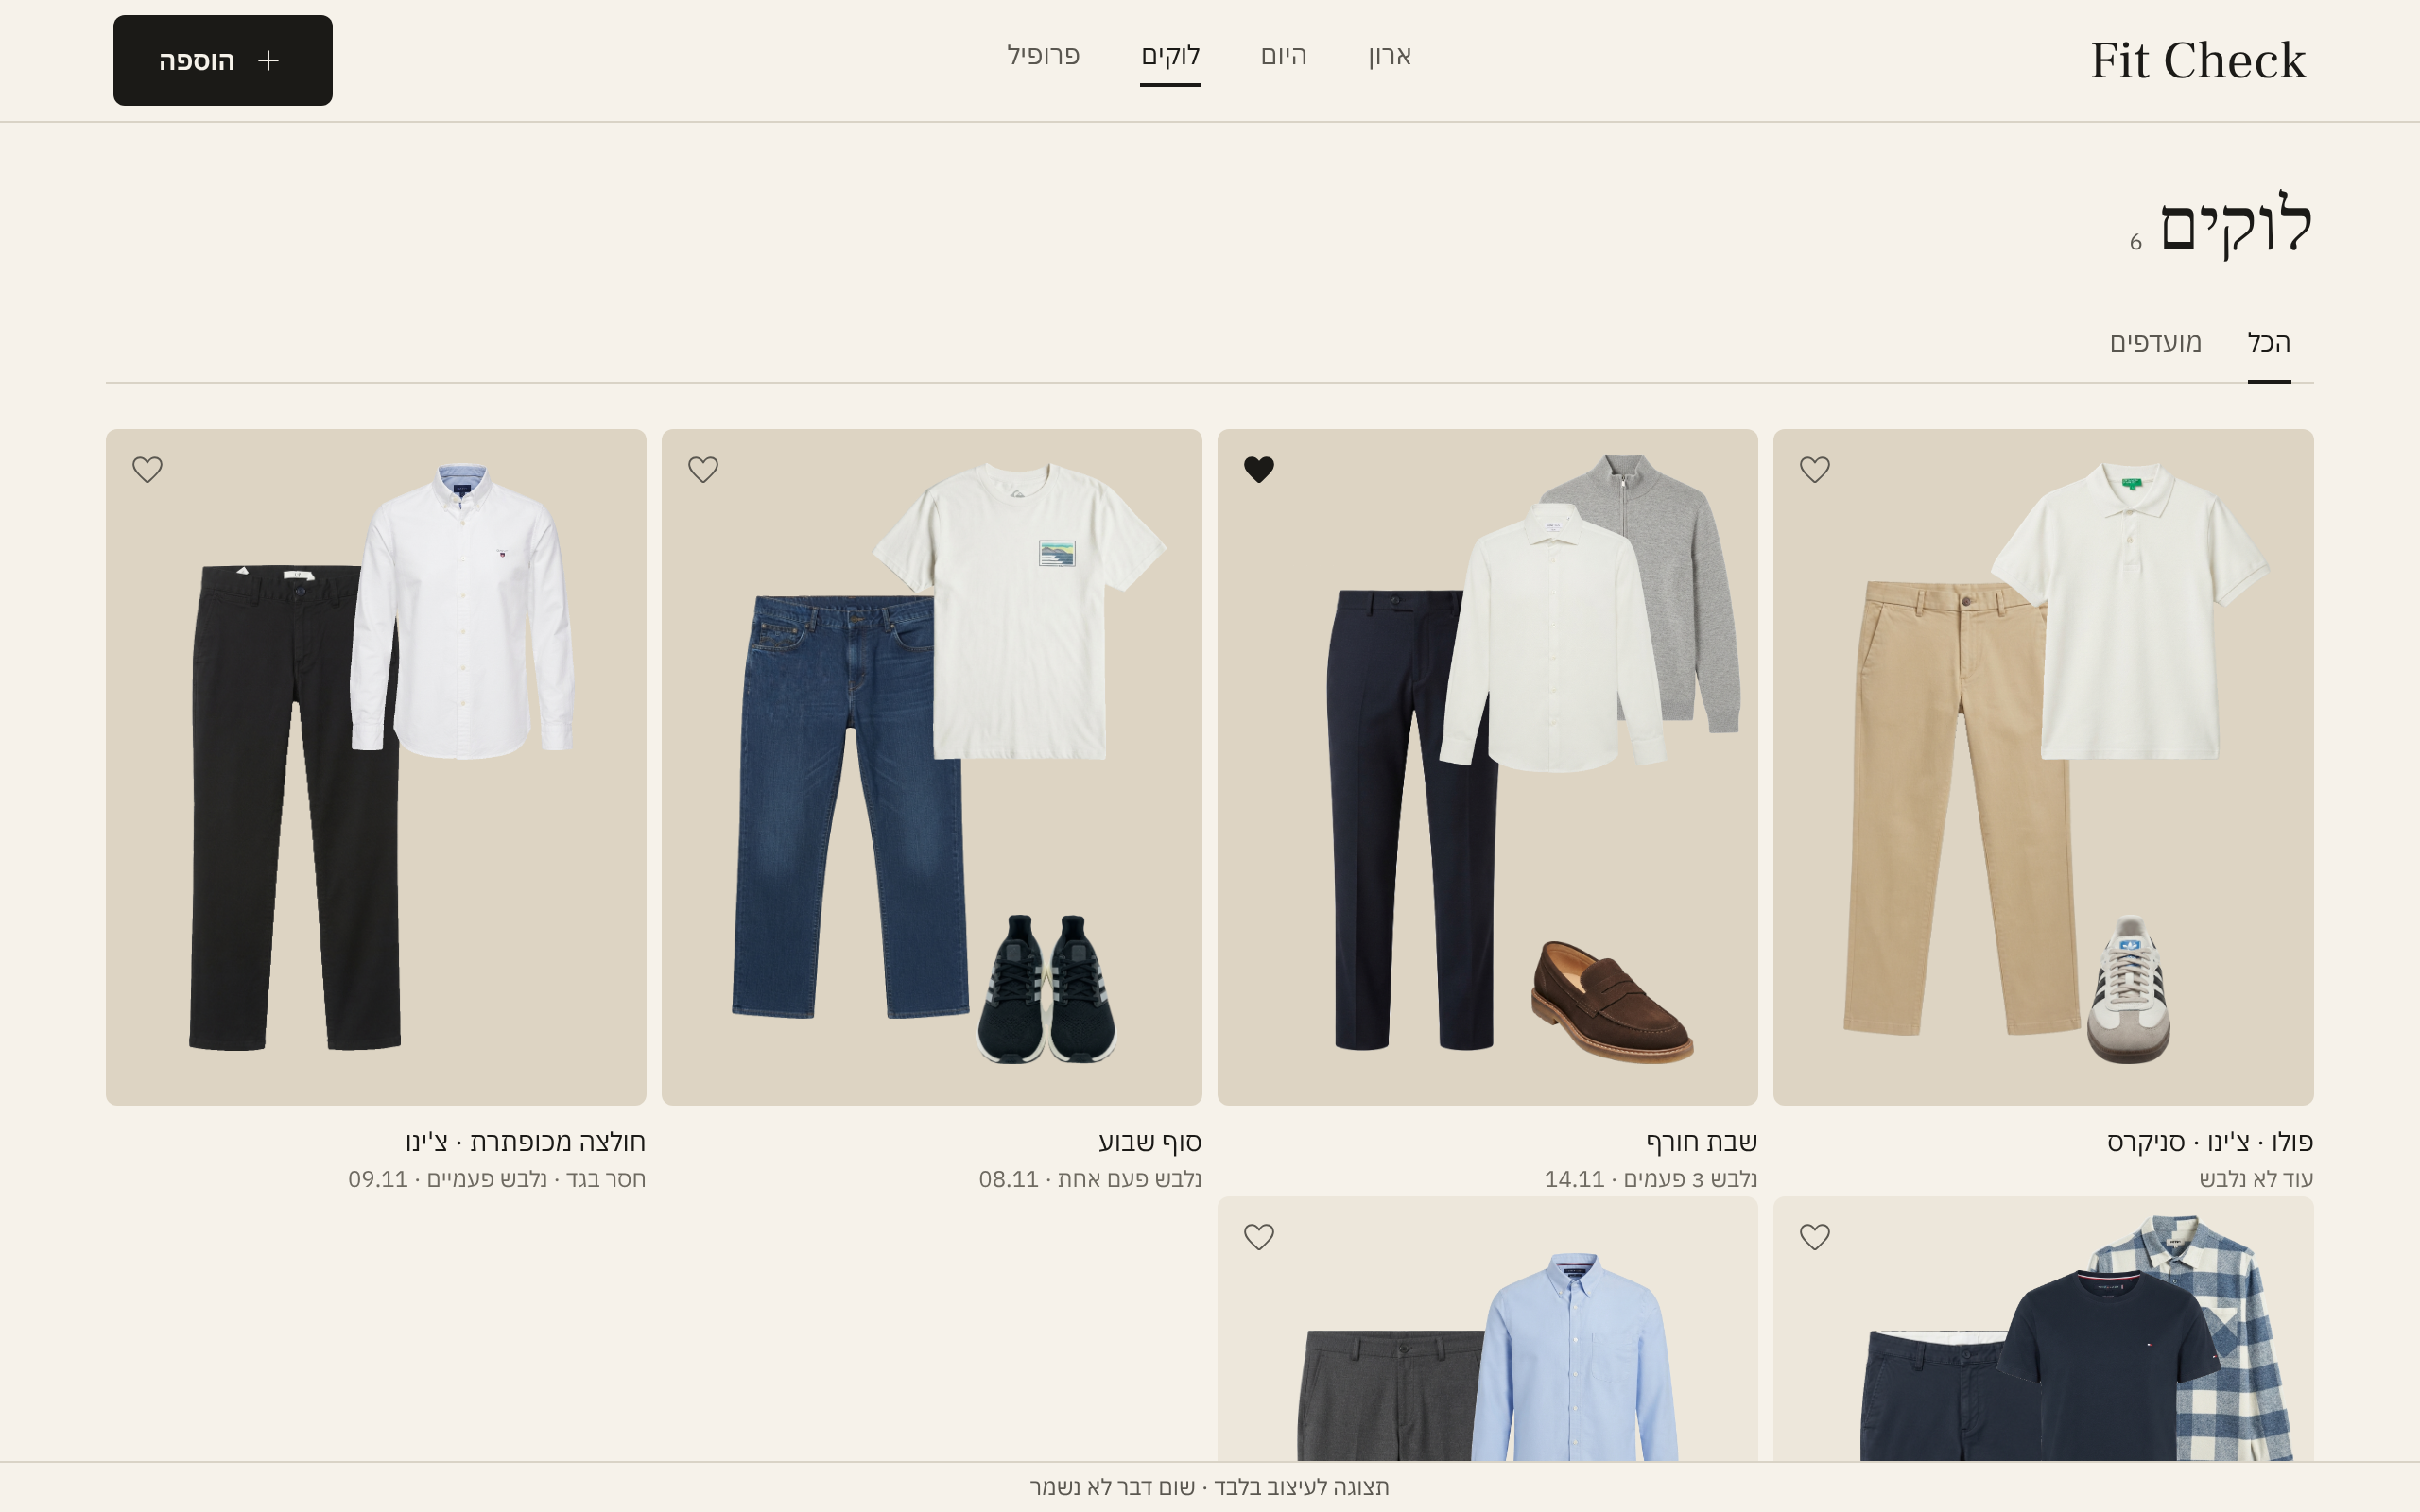 Fit Check
ארון
היום
לוקים
פרופיל
+ הוספה
לוקים 6
הכל
מועדפים
פולו · צ'ינו · סניקרס
עוד לא נלבש
שבת חורף
נלבש 3 פעמים · 14.11
סוף שבוע
נלבש פעם אחת · 08.11
חולצה מכופתרת · צ'ינו
חסר בגד · נלבש פעמיים · 09.11
תצוגה לעיצוב בלבד · שום דבר לא נשמר